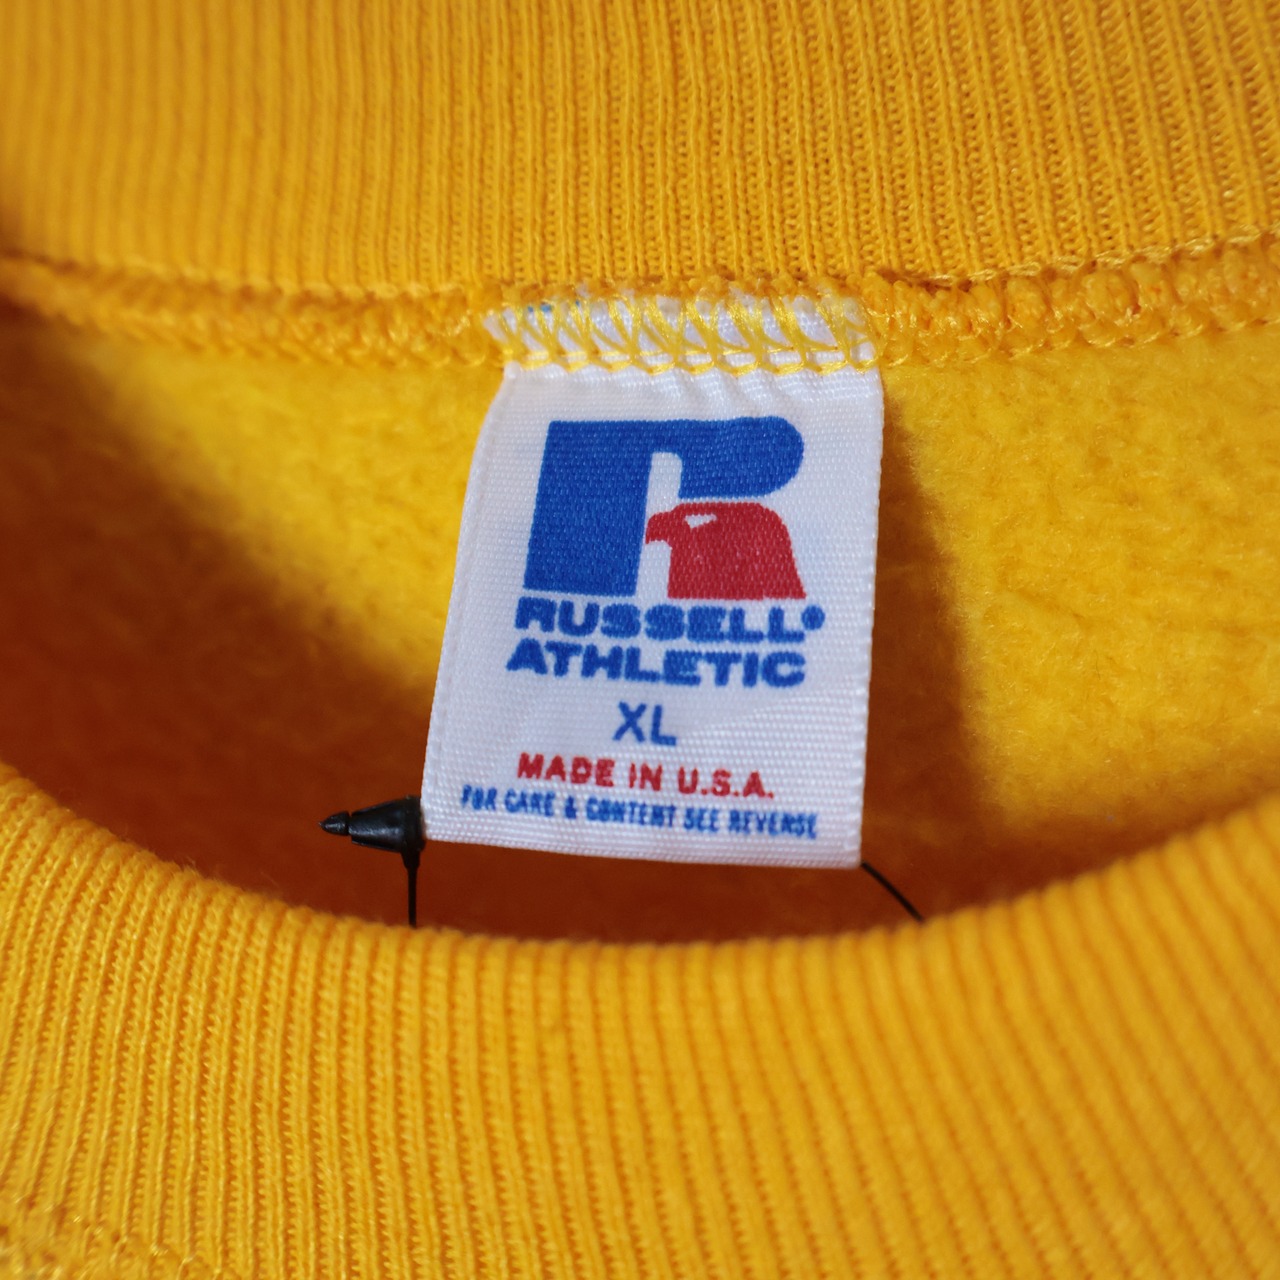 RUSSELL®
ATHLETIC
XL
MADE IN U.S.A.
FOR CARE & CONTENT SEE REVERSE